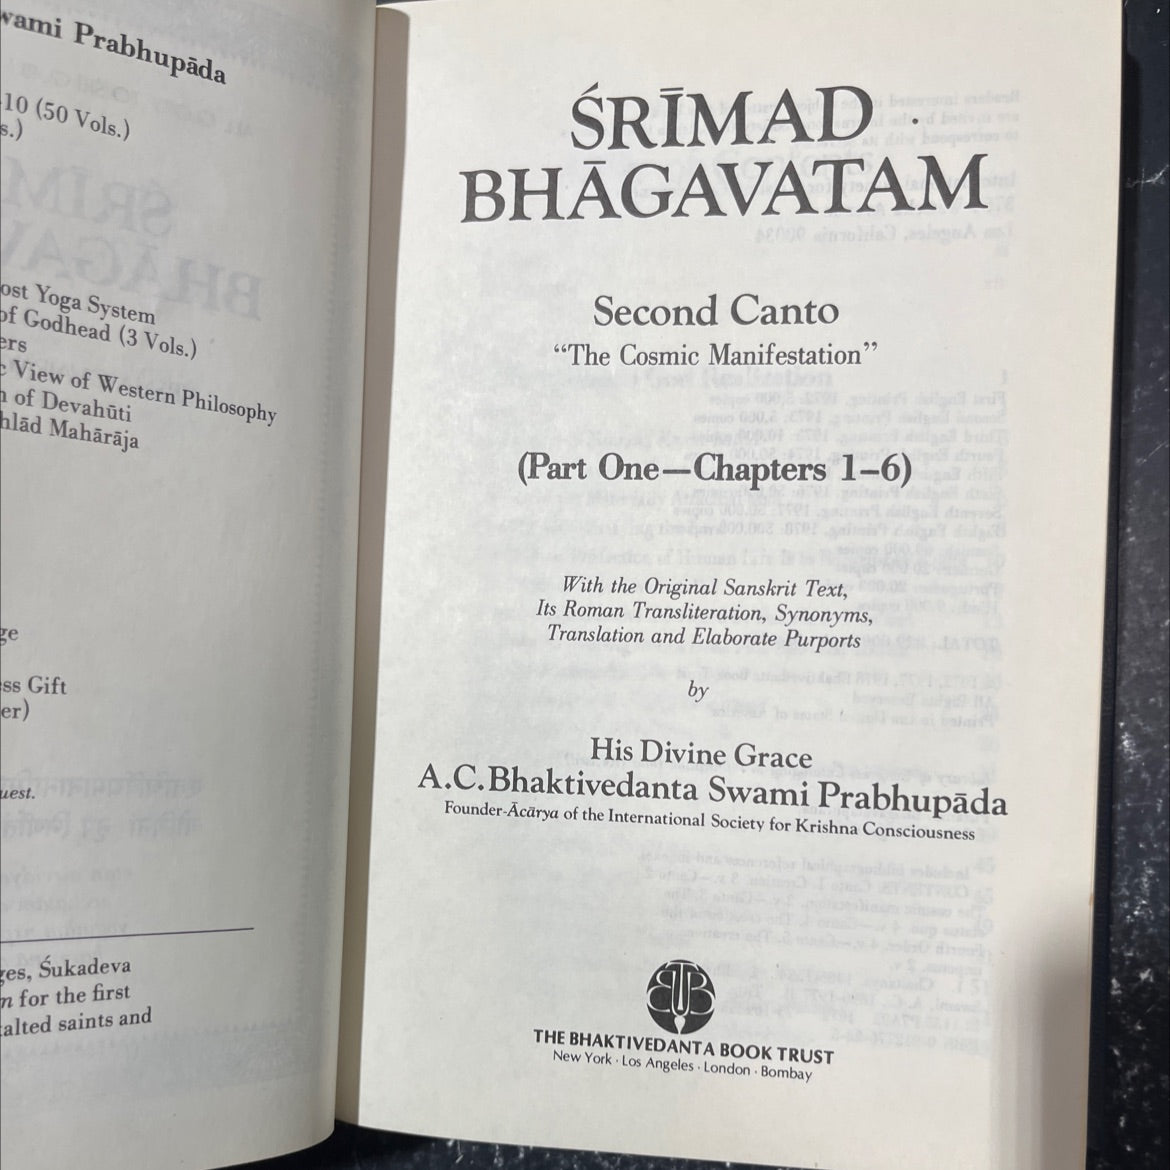 Swami Prabhupāda
-10 (50 Vols.)
s.)
ost Yoga System
of Godhead (3 Vols.)
ers
c View of Western Philosophy
n of Devahūti
hlād Mahārāja
ge
ess Gift
er)
uest.
ges, Śukadeva
n for the first
alted saints and
ŚRĪMAD
BHĀGAVATAM
Second Canto
“The Cosmic Manifestation”
(Part One—Chapters 1–6)
With the Original Sanskrit Text,
Its Roman Transliteration, Synonyms,
Translation and Elaborate Purports
by
His Divine Grace
A.C.Bhaktivedanta Swami Prabhupāda
Founder-Ācārya of the International Society for Krishna Consciousness
BBT
THE BHAKTIVEDANTA BOOK TRUST
New York · Los Angeles · London · Bombay